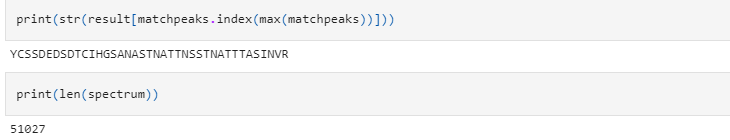 print(str(result[matchpeaks.index(max(matchpeaks))]))
YCSSDEDSDTCIHGSANASTNATTNSSTNATTTASINVR
print(len(spectrum))
51027